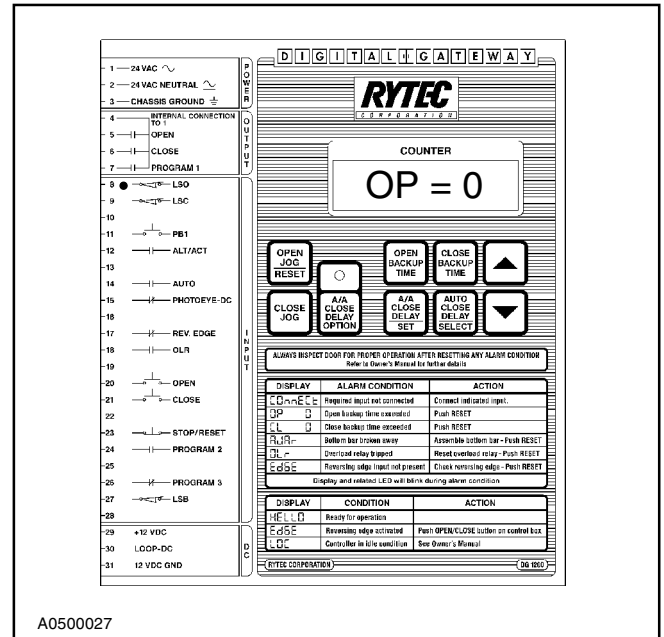 DIGITAL GATEWAY
1 24 VAC
2 24 VAC NEUTRAL
3 CHASSIS GROUND
POWER
4 INTERNAL CONNECTION
TO 1
5 OPEN
6 CLOSE
7 PROGRAM 1
OUTPUT
8 LSO
9 LSC
10
11 PB1
12 ALT/ACT
13
14 AUTO
15 PHOTOEYE-DC
16
17 REV. EDGE
18 OLR
19
20 OPEN
21 CLOSE
22
23 STOP/RESET
24 PROGRAM 2
25
26 PROGRAM 3
27 LSB
28
INPUT
29 +12 VDC
30 LOOP-DC
31 12 VDC GND
DC
RYTEC
CORPORATION
COUNTER
OP = 0
OPEN
JOG
RESET
OPEN
BACKUP
TIME
CLOSE
BACKUP
TIME
CLOSE
JOG
A/A
CLOSE
DELAY
OPTION
A/A
CLOSE
DELAY
SET
AUTO
CLOSE
DELAY
SELECT
ALWAYS INSPECT DOOR FOR PROPER OPERATION AFTER RESETTING ANY ALARM CONDITION
Refer to Owner's Manual for further details
DISPLAY ALARM CONDITION ACTION
COnnECt Required input not connected Connect indicated input.
OP 0 Open backup time exceeded Push RESET
CL 0 Close backup time exceeded Push RESET
AJAr Bottom bar broken away Assemble bottom bar - Push RESET
OLr Overload relay tripped Reset overload relay - Push RESET
EdGE Reversing edge input not present Check reversing edge - Push RESET
Display and related LED will blink during alarm condition
DISPLAY CONDITION ACTION
HELLO Ready for operation
EdGE Reversing edge activated Push OPEN/CLOSE button on control box
LOC Controller in idle condition See Owner's Manual
RYTEC CORPORATION DG 1200
A0500027